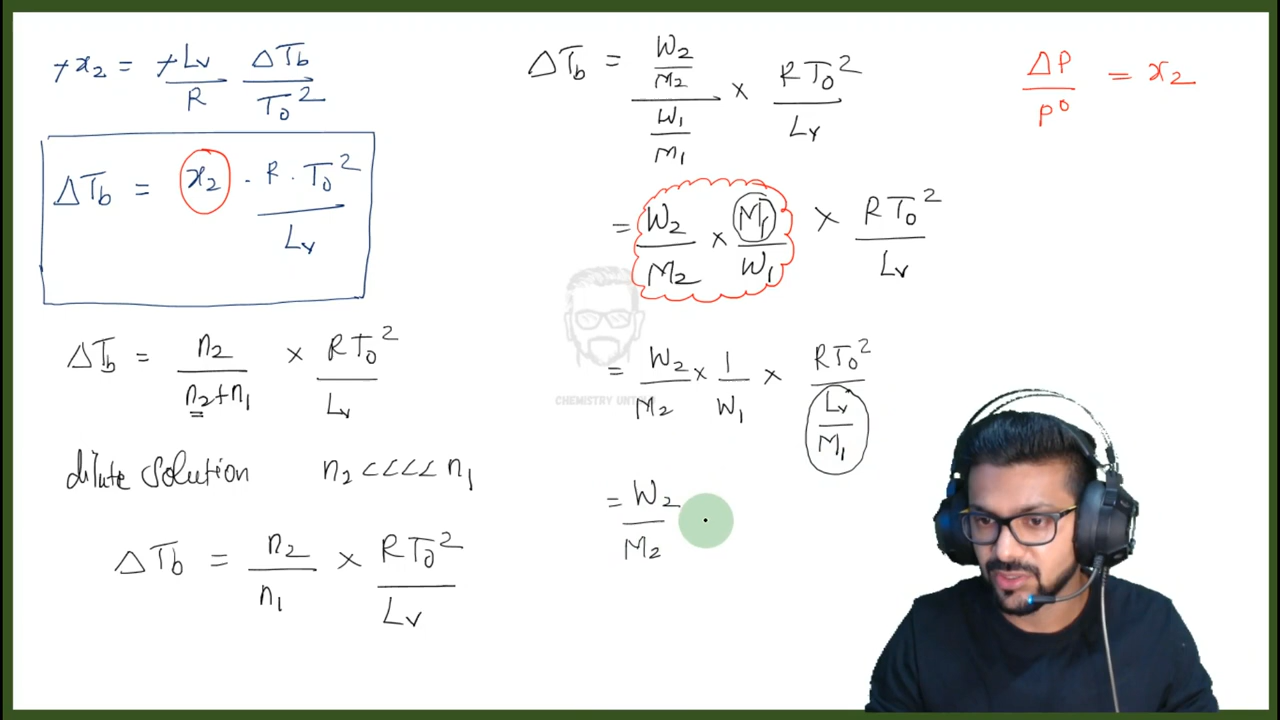 +x₂ = +Lv/R ΔTb/T₀²
ΔTb = x₂ · R · T₀²/Lv
ΔTb = n₂/(n₂+n₁) × RT₀²/Lv
dilute solution n₂ <<<< n₁
ΔTb = n₂/n₁ × RT₀²/Lv
ΔTb = (W₂/M₂)/(W₁/M₁) × RT₀²/Lv
= W₂/M₂ × M₁/W₁ × RT₀²/Lv
= W₂/M₂ × 1/W₁ × RT₀²/(Lv/M₁)
= W₂/M₂
ΔP/P⁰ = x₂